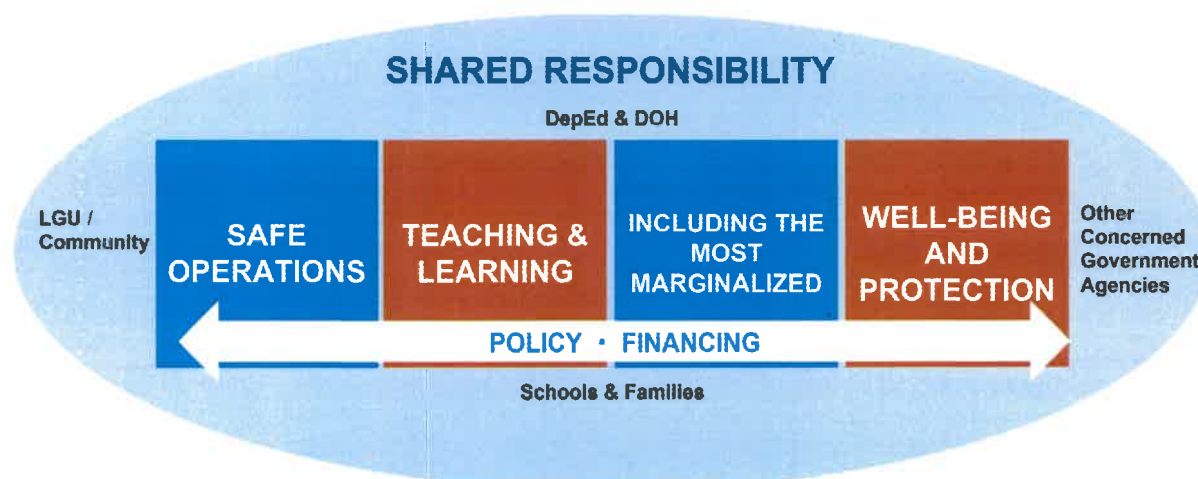 SHARED RESPONSIBILITY
DepEd & DOH
LGU /
Community
SAFE
OPERATIONS
TEACHING &
LEARNING
INCLUDING THE
MOST
MARGINALIZED
WELL-BEING
AND
PROTECTION
Other
Concerned
Government
Agencies
POLICY · FINANCING
Schools & Families